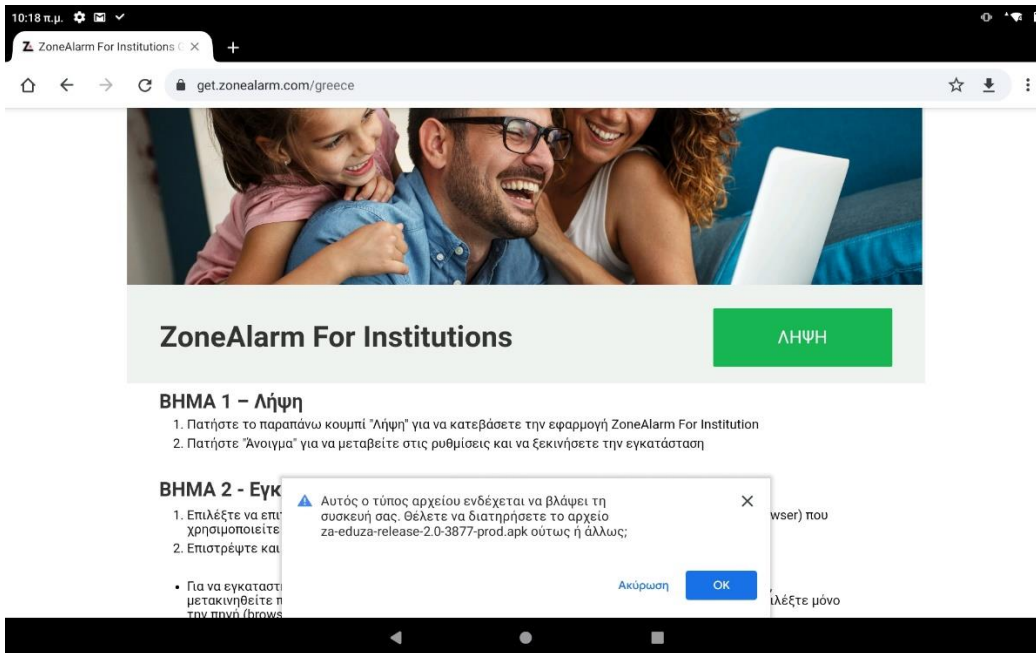 10:18 π.μ.
ZoneAlarm For Institutions
get.zonealarm.com/greece
ZoneAlarm For Institutions
ΛΗΨΗ
ΒΗΜΑ 1 – Λήψη
1. Πατήστε το παραπάνω κουμπί "Λήψη" για να κατεβάσετε την εφαρμογή ZoneAlarm For Institution
2. Πατήστε "Άνοιγμα" για να μεταβείτε στις ρυθμίσεις και να ξεκινήσετε την εγκατάσταση
ΒΗΜΑ 2 - Εγκ
1. Επιλέξτε να επι
wser) που
χρησιμοποιείτε
2. Επιστρέψτε και
• Για να εγκαταστ
μετακινηθείτε π
ιλέξτε μόνο
την πηγή (brows
Αυτός ο τύπος αρχείου ενδέχεται να βλάψει τη
συσκευή σας. Θέλετε να διατηρήσετε το αρχείο
za-eduza-release-2.0-3877-prod.apk ούτως ή άλλως;
Ακύρωση
OK